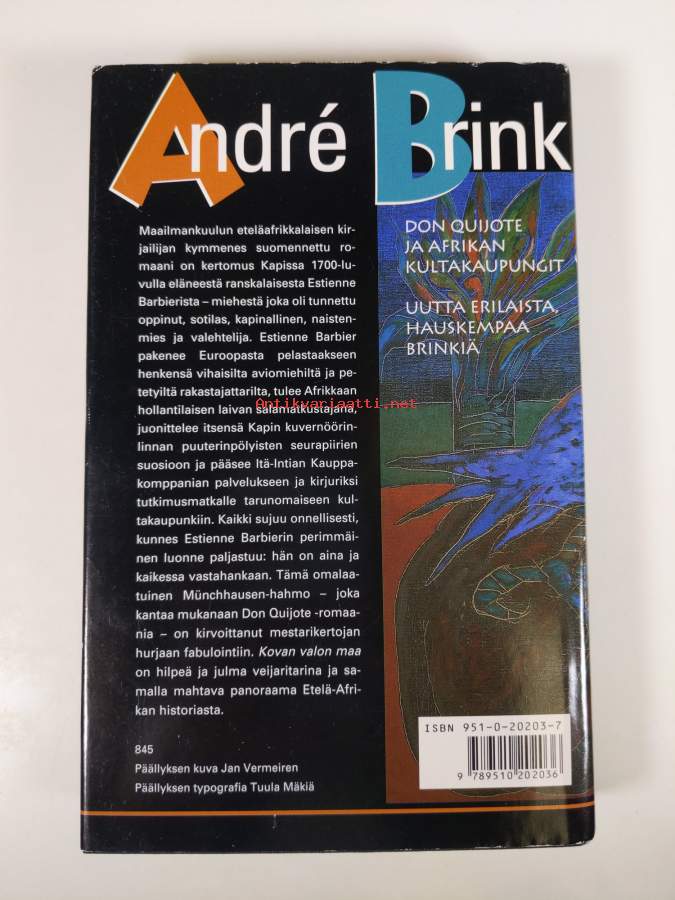 André Brink
Maailmankuulun eteläafrikkalaisen kir-
jailijan kymmenes suomennettu ro-
maani on kertomus Kapissa 1700-lu-
vulla eläneestä ranskalaisesta Estienne
Barbierista – miehestä joka oli tunnettu
oppinut, sotilas, kapinallinen, naisten-
mies ja valehtelija. Estienne Barbier
pakenee Euroopasta pelastaakseen
henkensä vihaisilta aviomiehiltä ja pe-
tetyiltä rakastajattarilta, tulee Afrikkaan
hollantilaisen laivan salamatkustajana,
juonittelee itsensä Kapin kuvernöörin-
linnan puuterinpölyisten seurapiirien
suosioon ja pääsee Itä-Intian Kauppa-
komppanian palvelukseen ja kirjuriksi
tutkimusmatkalle tarunomaiseen kul-
takaupunkiin. Kaikki sujuu onnellisesti,
kunnes Estienne Barbierin perimmäi-
nen luonne paljastuu: hän on aina ja
kaikessa vastahankaan. Tämä omalaa-
tuinen Münchhausen-hahmo – joka
kantaa mukanaan Don Quijote -romaa-
nia – on kirvoittanut mestarikertojan
hurjaan fabulointiin. Kovan valon maa
on hilpeä ja julma veijaritarina ja sa-
malla mahtava panoraama Etelä-Afri-
kan historiasta.
845
Päällyksen kuva Jan Vermeiren
Päällyksen typografia Tuula Mäkiä
DON QUIJOTE
JA AFRIKAN
KULTAKAUPUNGIT
UUTTA ERILAISTA,
HAUSKEMPAA
BRINKIÄ
Antikvariaatti.net
ISBN 951-0-20203-7
9 789510 202036